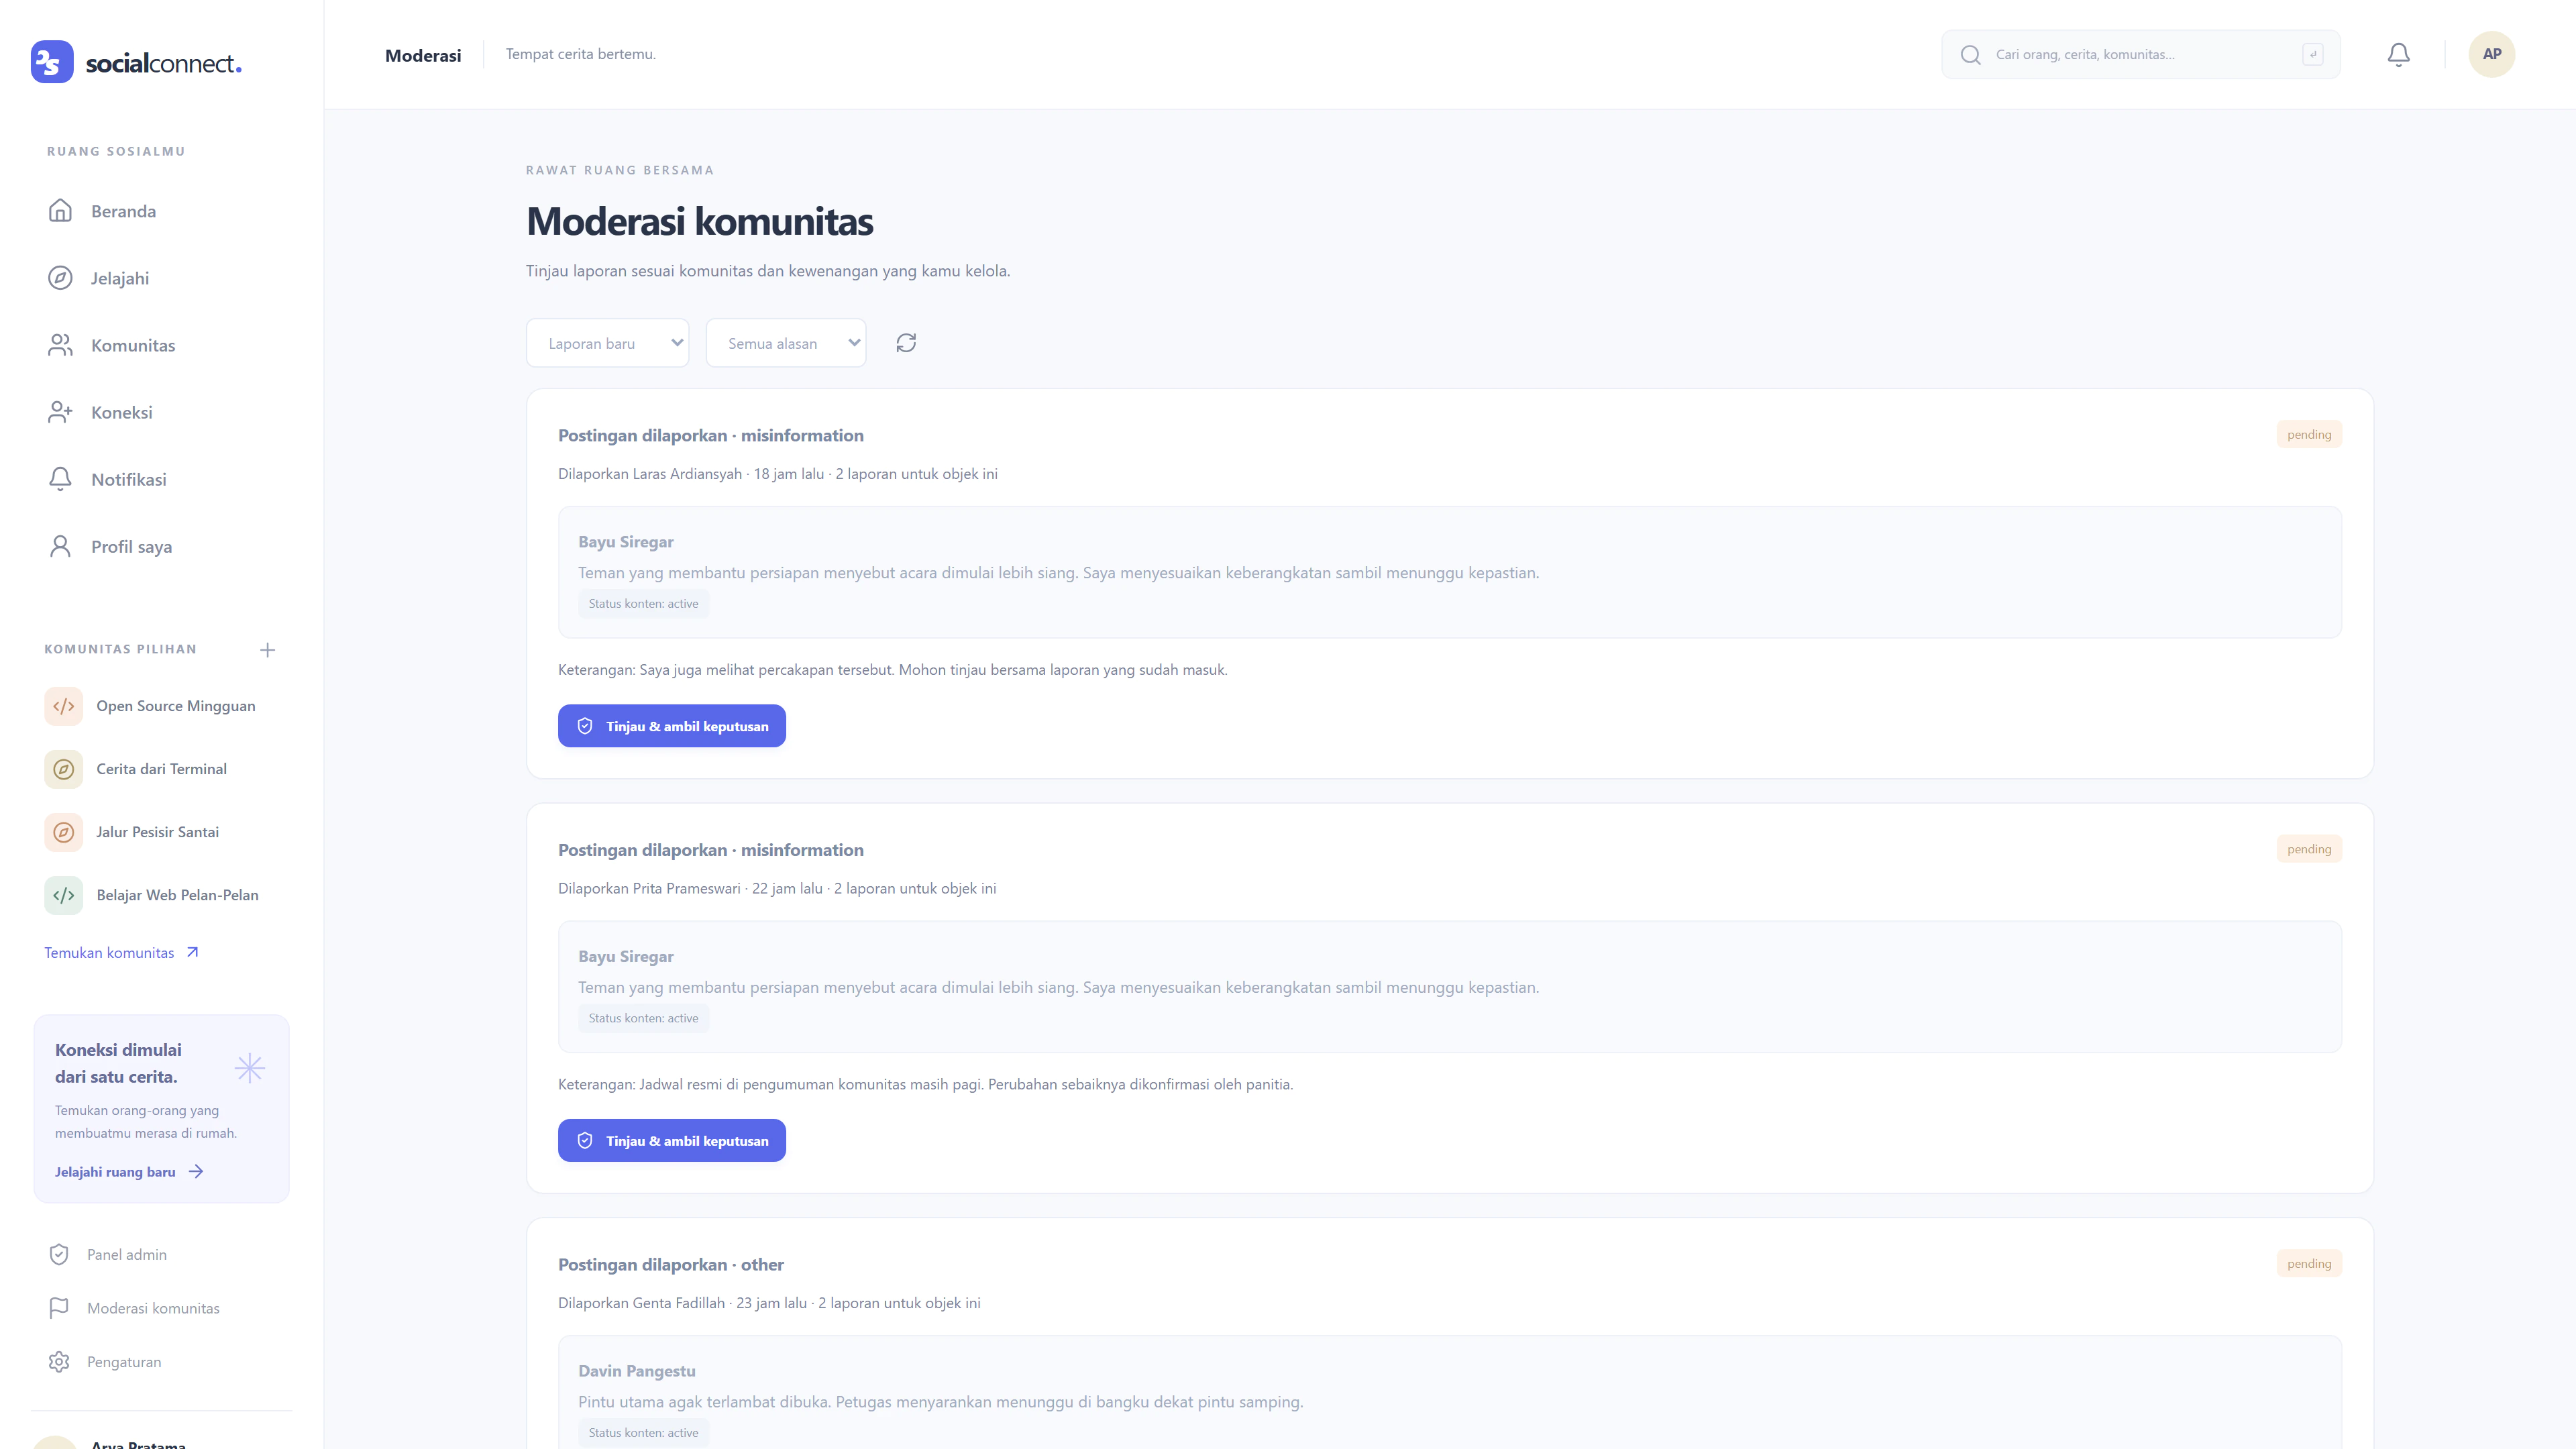 socialconnect.
RUANG SOSIALMU
Beranda
Jelajahi
Komunitas
Koneksi
Notifikasi
Profil saya
KOMUNITAS PILIHAN
Open Source Mingguan
Cerita dari Terminal
Jalur Pesisir Santai
Belajar Web Pelan-Pelan
Temukan komunitas
Koneksi dimulai
dari satu cerita.
Temukan orang-orang yang
membuatmu merasa di rumah.
Jelajahi ruang baru
Panel admin
Moderasi komunitas
Pengaturan
Arya Pratama
Moderasi
Tempat cerita bertemu.
Cari orang, cerita, komunitas...
AP
RAWAT RUANG BERSAMA
Moderasi komunitas
Tinjau laporan sesuai komunitas dan kewenangan yang kamu kelola.
Laporan baru
Semua alasan
Postingan dilaporkan · misinformation
pending
Dilaporkan Laras Ardiansyah · 18 jam lalu · 2 laporan untuk objek ini
Bayu Siregar
Teman yang membantu persiapan menyebut acara dimulai lebih siang. Saya menyesuaikan keberangkatan sambil menunggu kepastian.
Status konten: active
Keterangan: Saya juga melihat percakapan tersebut. Mohon tinjau bersama laporan yang sudah masuk.
Tinjau & ambil keputusan
Postingan dilaporkan · misinformation
pending
Dilaporkan Prita Prameswari · 22 jam lalu · 2 laporan untuk objek ini
Bayu Siregar
Teman yang membantu persiapan menyebut acara dimulai lebih siang. Saya menyesuaikan keberangkatan sambil menunggu kepastian.
Status konten: active
Keterangan: Jadwal resmi di pengumuman komunitas masih pagi. Perubahan sebaiknya dikonfirmasi oleh panitia.
Tinjau & ambil keputusan
Postingan dilaporkan · other
pending
Dilaporkan Genta Fadillah · 23 jam lalu · 2 laporan untuk objek ini
Davin Pangestu
Pintu utama agak terlambat dibuka. Petugas menyarankan menunggu di bangku dekat pintu samping.
Status konten: active